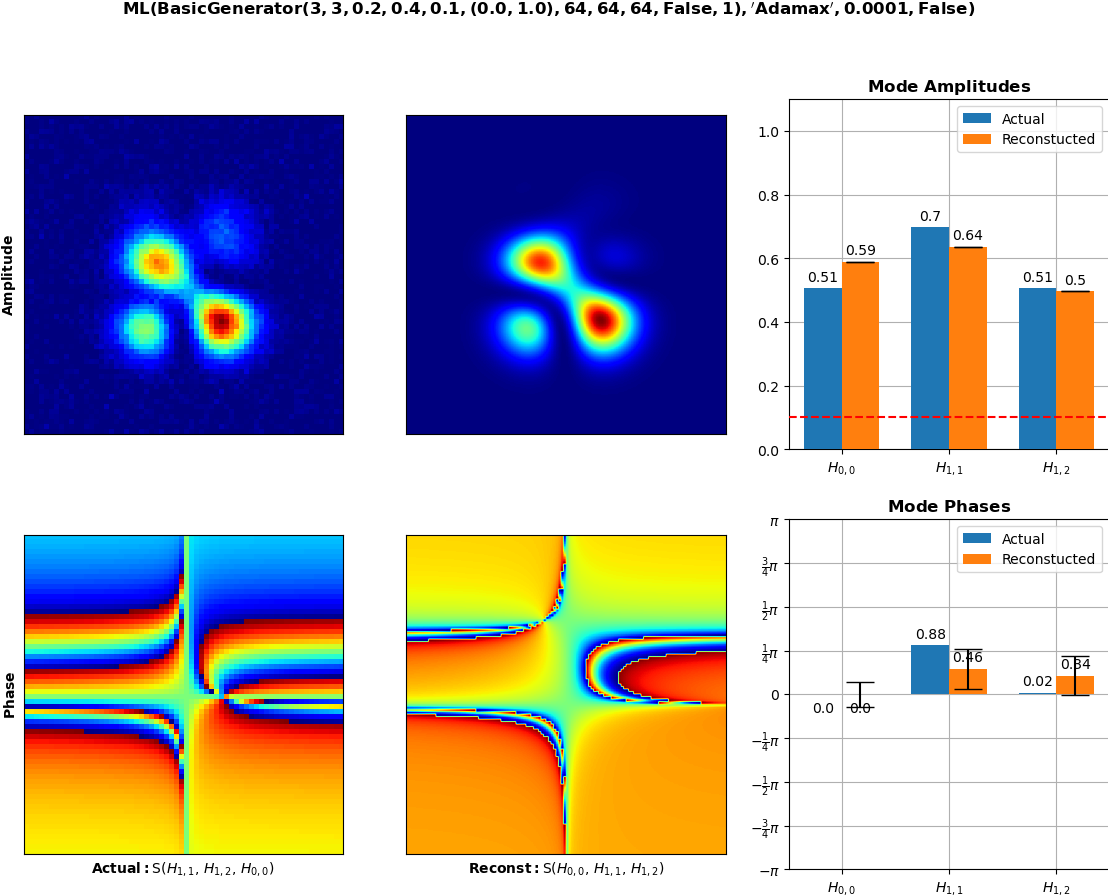 ML(BasicGenerator(3, 3, 0.2, 0.4, 0.1, (0.0, 1.0), 64, 64, 64, False, 1), 'Adamax', 0.0001, False)
Amplitude
Mode Amplitudes
Actual
Reconstucted
1.0
0.8
0.6
0.4
0.2
0.0
0.51
0.59
0.7
0.64
0.51
0.5
H0,0
H1,1
H1,2
Phase
Actual: S(H1,1, H1,2, H0,0)
Reconst: S(H0,0, H1,1, H1,2)
Mode Phases
Actual
Reconstucted
π
3/4π
1/2π
1/4π
0
−1/4π
−1/2π
−3/4π
−π
0.0
0.0
0.88
0.46
0.02
0.34
H0,0
H1,1
H1,2